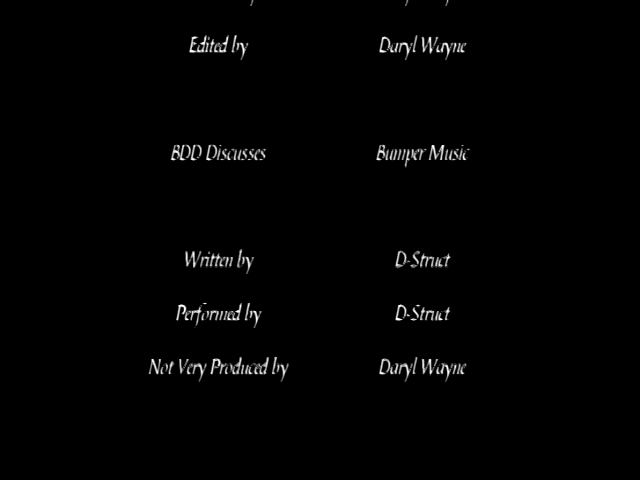 Edited by Daryl Wayne
BDD Discusses Bumper Music
Written by D-Struct
Performed by D-Struct
Not Very Produced by Daryl Wayne